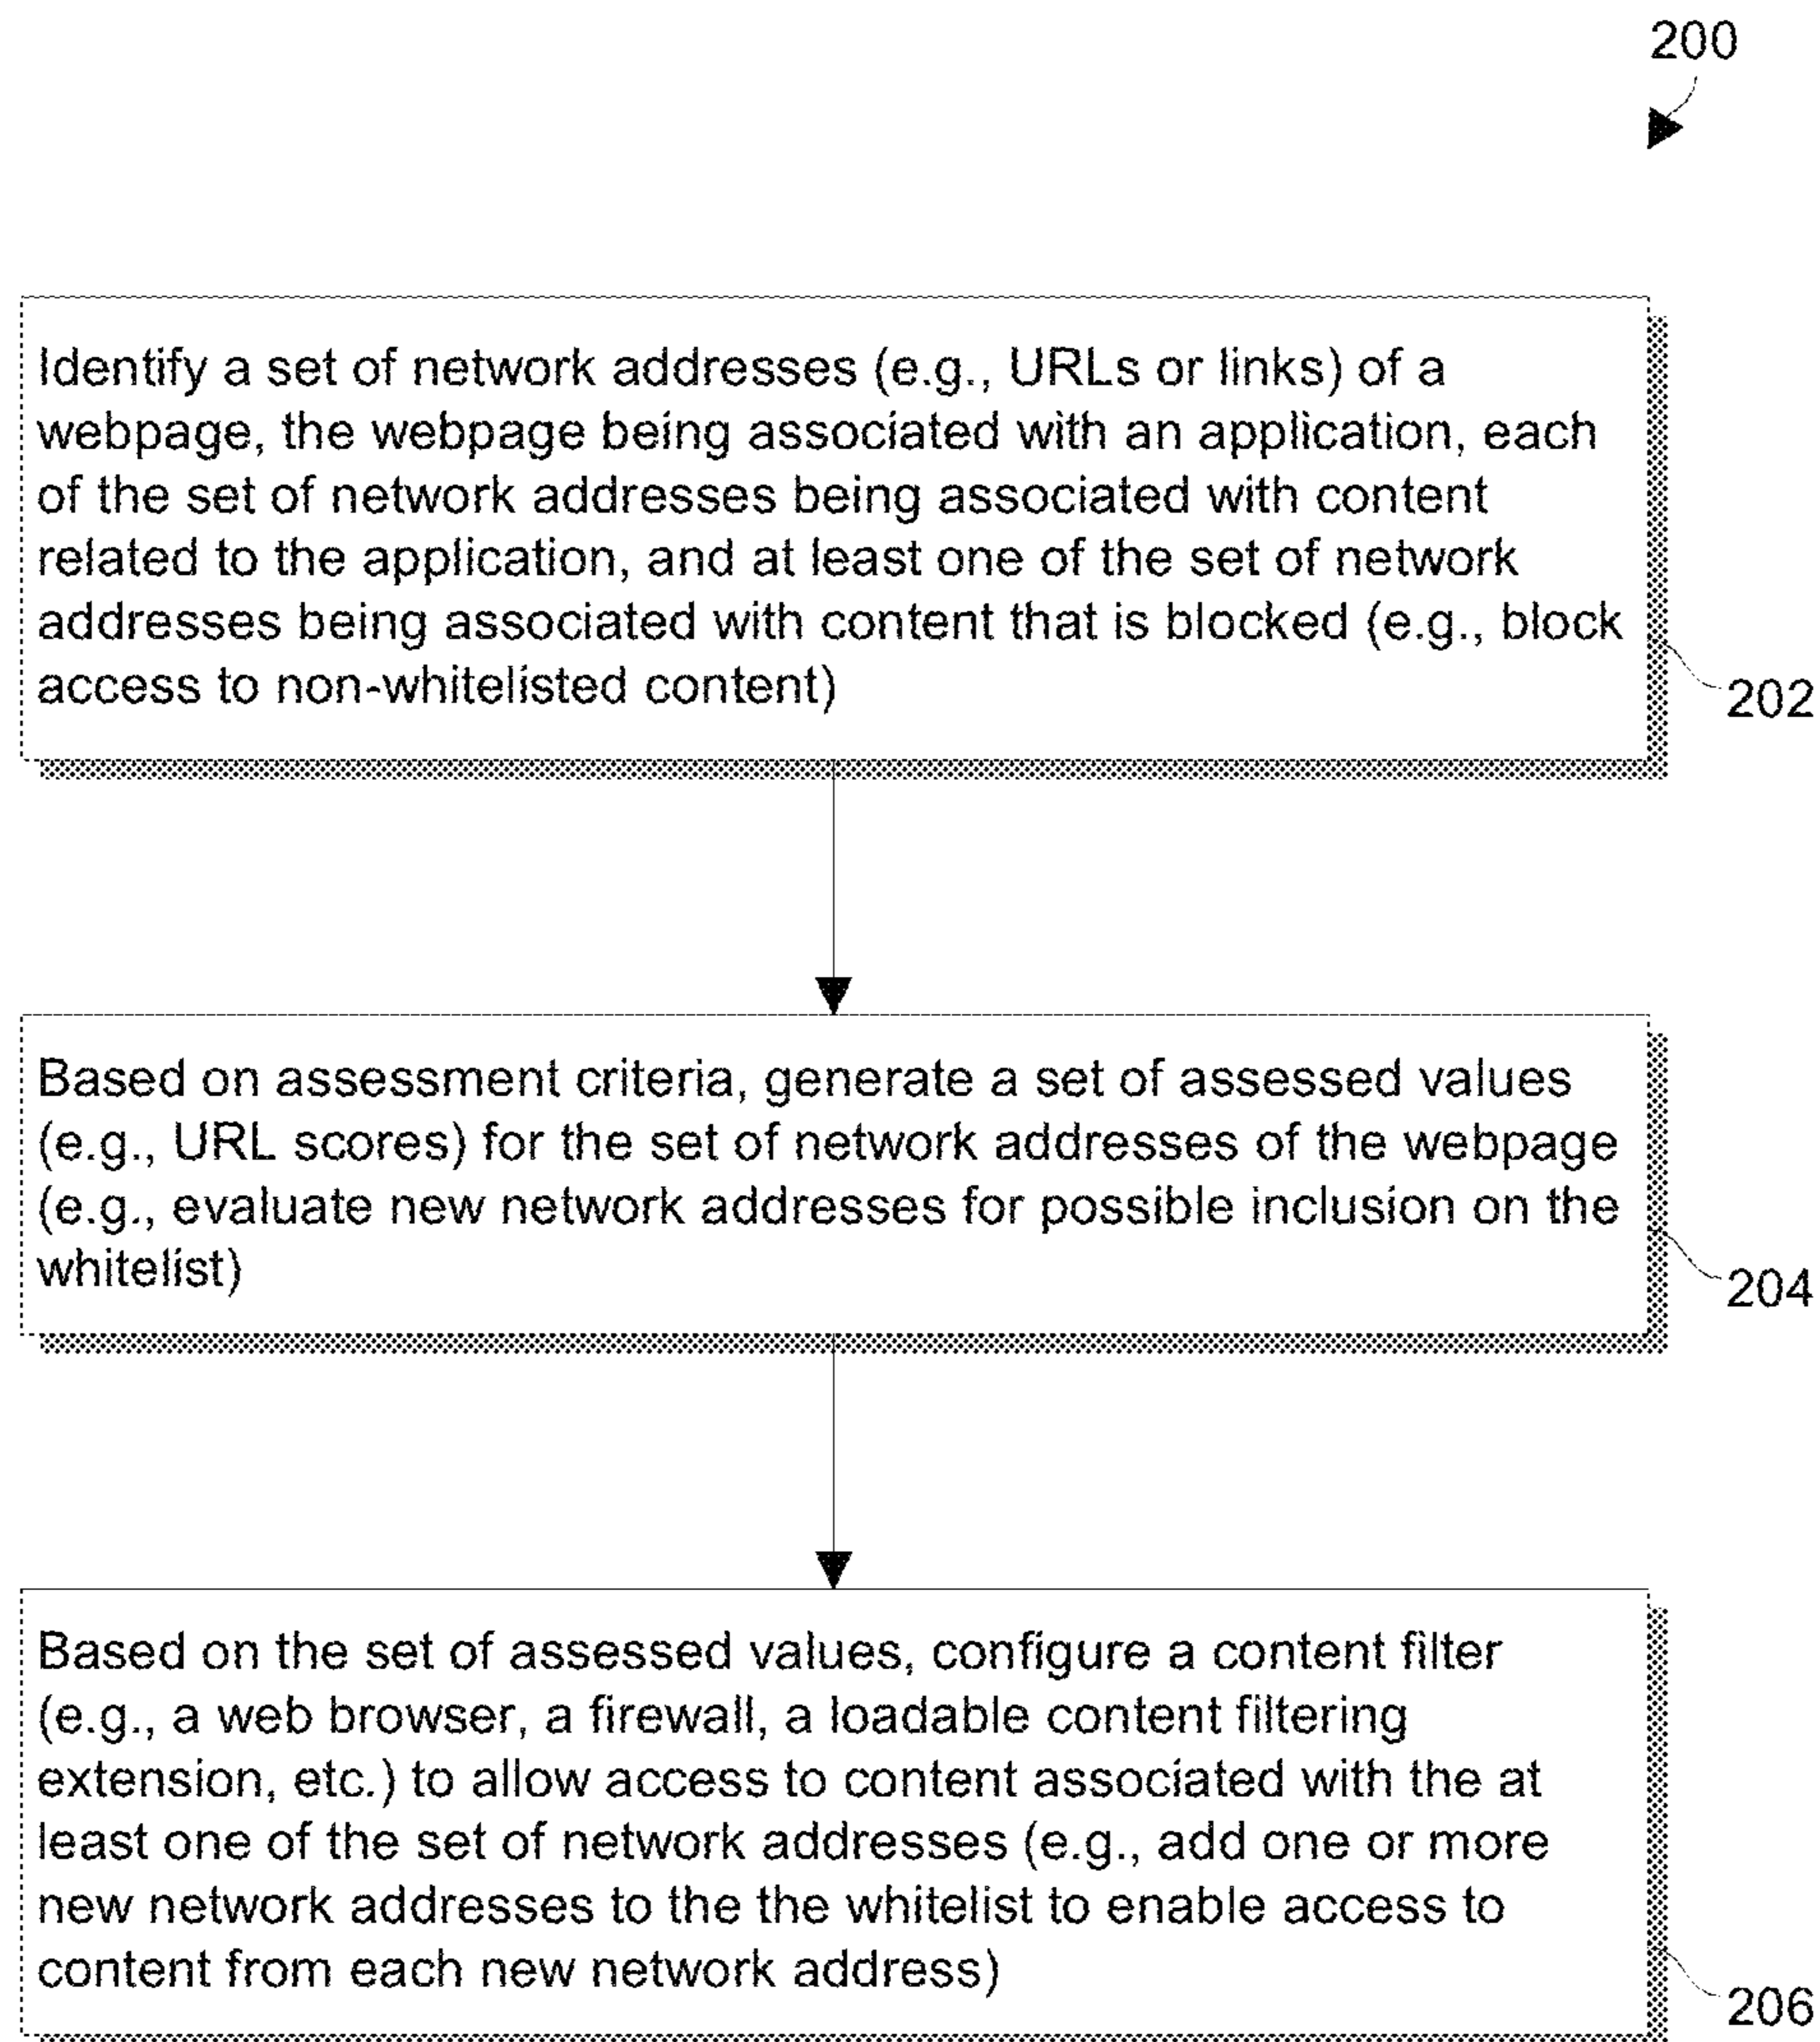 200
Identify a set of network addresses (e.g., URLs or links) of a
webpage, the webpage being associated with an application, each
of the set of network addresses being associated with content
related to the application, and at least one of the set of network
addresses being associated with content that is blocked (e.g., block
access to non-whitelisted content)
202
Based on assessment criteria, generate a set of assessed values
(e.g., URL scores) for the set of network addresses of the webpage
(e.g., evaluate new network addresses for possible inclusion on the
whitelist)
204
Based on the set of assessed values, configure a content filter
(e.g., a web browser, a firewall, a loadable content filtering
extension, etc.) to allow access to content associated with the at
least one of the set of network addresses (e.g., add one or more
new network addresses to the the whitelist to enable access to
content from each new network address)
206